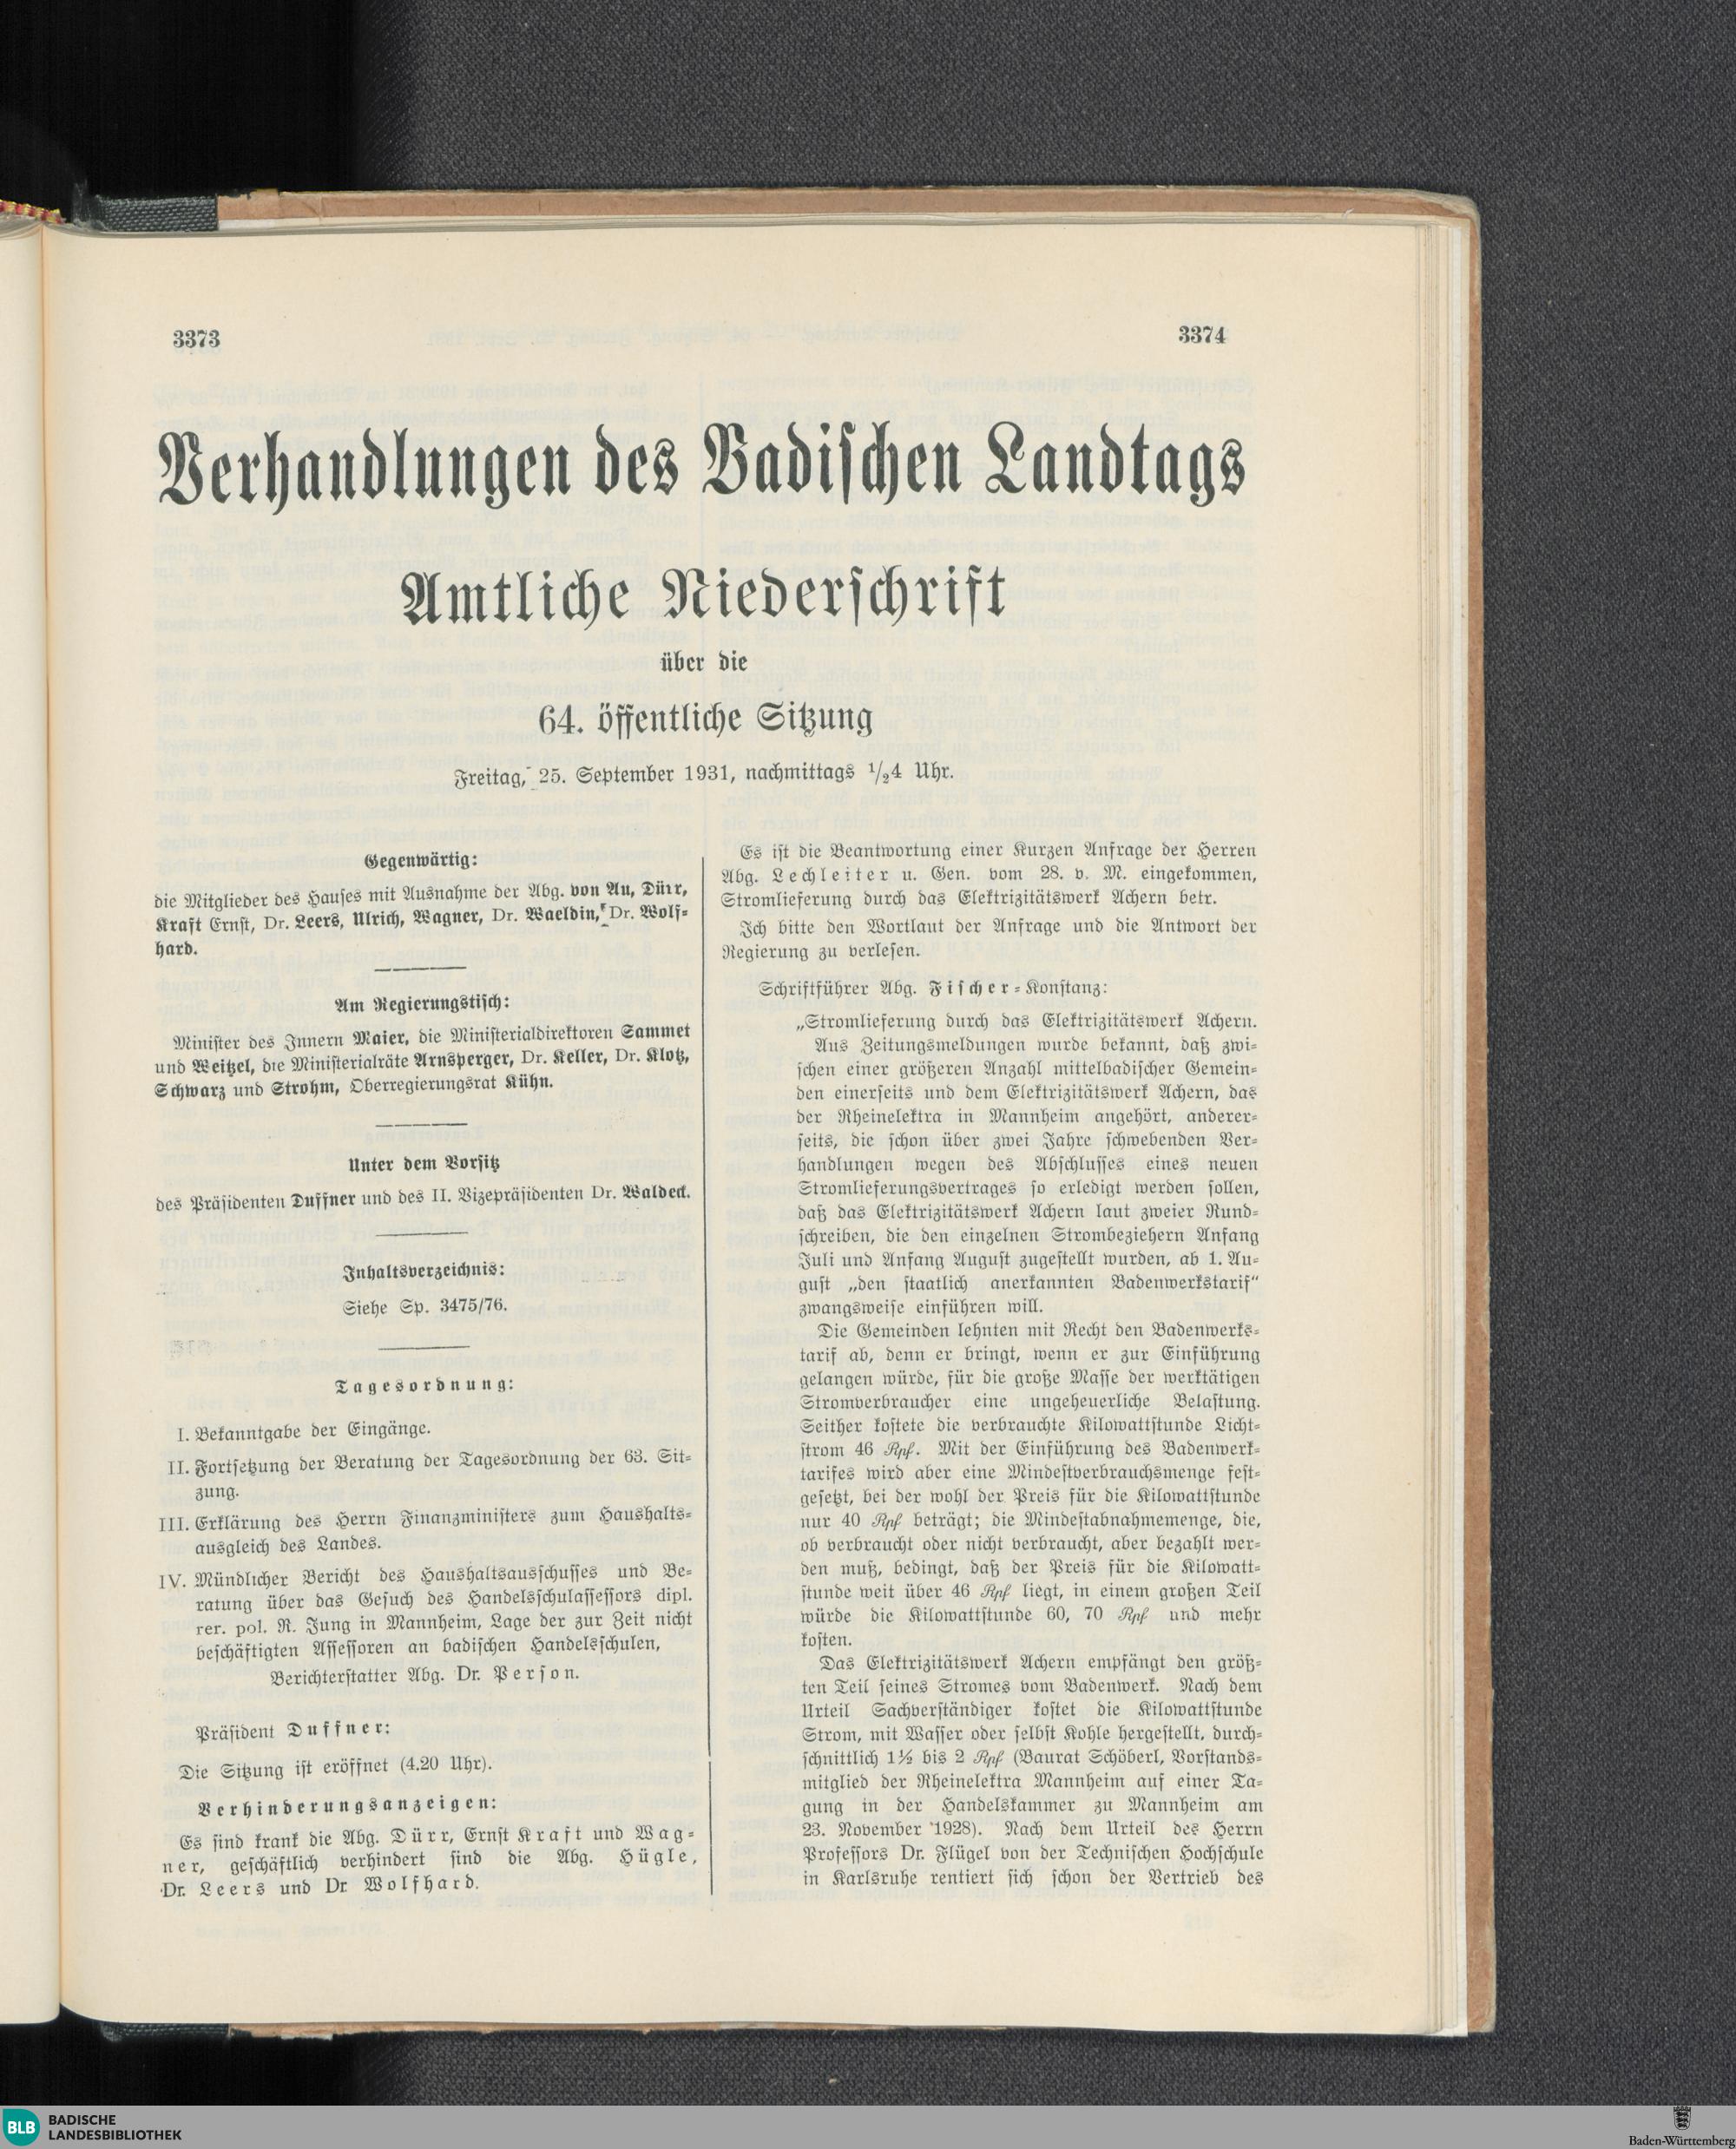 3373
3374
Verhandlungen des Badischen Landtags
Amtliche Niederschrift
über die
64. öffentliche Sitzung
Freitag, 25. September 1931, nachmittags ½4 Uhr.
Gegenwärtig:
die Mitglieder des Hauses mit Ausnahme der Abg. von Au, Dürr,
Kraft Ernst, Dr. Leers, Ulrich, Wagner, Dr. Waeldin, Dr. Wolf-
hard.
Am Regierungstisch:
Minister des Innern Maier, die Ministerialdirektoren Sammet
und Weitzel, die Ministerialräte Arnsperger, Dr. Keller, Dr. Klotz,
Schwarz und Strohm, Oberregierungsrat Kühn.
Unter dem Vorsitz
des Präsidenten Duffner und des II. Vizepräsidenten Dr. Waldeck.
Inhaltsverzeichnis:
Siehe Sp. 3475/76.
Tagesordnung:
I. Bekanntgabe der Eingänge.
II. Fortsetzung der Beratung der Tagesordnung der 63. Sit-
zung.
III. Erklärung des Herrn Finanzministers zum Haushalts-
ausgleich des Landes.
IV. Mündlicher Bericht des Haushaltsausschusses und Be-
ratung über das Gesuch des Handelsschulassessors dipl.
rer. pol. R. Jung in Mannheim, Lage der zur Zeit nicht
beschäftigten Assessoren an badischen Handelsschulen,
Berichterstatter Abg. Dr. Person.
Präsident Duffner:
Die Sitzung ist eröffnet (4.20 Uhr).
Verhinderungsanzeigen:
Es sind krank die Abg. Dürr, Ernst Kraft und Wag-
ner, geschäftlich verhindert sind die Abg. Hügle,
Dr. Leers und Dr. Wolfhard.
Es ist die Beantwortung einer Kurzen Anfrage der Herren
Abg. Lechleiter u. Gen. vom 28. v. M. eingekommen,
Stromlieferung durch das Elektrizitätswerk Achern betr.
Ich bitte den Wortlaut der Anfrage und die Antwort der
Regierung zu verlesen.
Schriftführer Abg. Fischer-Konstanz:
„Stromlieferung durch das Elektrizitätswerk Achern.
Aus Zeitungsmeldungen wurde bekannt, daß zwi-
schen einer größeren Anzahl mittelbadischer Gemein-
den einerseits und dem Elektrizitätswerk Achern, das
der Rheinelektra in Mannheim angehört, anderer-
seits, die schon über zwei Jahre schwebenden Ver-
handlungen wegen des Abschlusses eines neuen
Stromlieferungsvertrages so erledigt werden sollen,
daß das Elektrizitätswerk Achern laut zweier Rund-
schreiben, die den einzelnen Strombeziehern Anfang
Juli und Anfang August zugestellt wurden, ab 1. Au-
gust „den staatlich anerkannten Badenwerkstarif“
zwangsweise einführen will.
Die Gemeinden lehnten mit Recht den Badenwerks-
tarif ab, denn er bringt, wenn er zur Einführung
gelangen würde, für die große Masse der werktätigen
Stromverbraucher eine ungeheuerliche Belastung.
Seither kostete die verbrauchte Kilowattstunde Licht-
strom 46 Rpf. Mit der Einführung des Badenwerk-
tarifes wird aber eine Mindestverbrauchsmenge fest-
gesetzt, bei der wohl der Preis für die Kilowattstunde
nur 40 Rpf beträgt; die Mindestabnahmemenge, die,
ob verbraucht oder nicht verbraucht, aber bezahlt wer-
den muß, bedingt, daß der Preis für die Kilowatt-
stunde weit über 46 Rpf liegt, in einem großen Teil
würde die Kilowattstunde 60, 70 Rpf und mehr
kosten.
Das Elektrizitätswerk Achern empfängt den größ-
ten Teil seines Stromes vom Badenwerk. Nach dem
Urteil Sachverständiger kostet die Kilowattstunde
Strom, mit Wasser oder selbst Kohle hergestellt, durch-
schnittlich 1½ bis 2 Rpf (Baurat Schöberl, Vorstands-
mitglied der Rheinelektra Mannheim auf einer Ta-
gung in der Handelskammer zu Mannheim am
23. November 1928). Nach dem Urteil des Herrn
Professors Dr. Flügel von der Technischen Hochschule
in Karlsruhe rentiert sich schon der Vertrieb des
BLB BADISCHE
LANDESBIBLIOTHEK
Baden-Württemberg